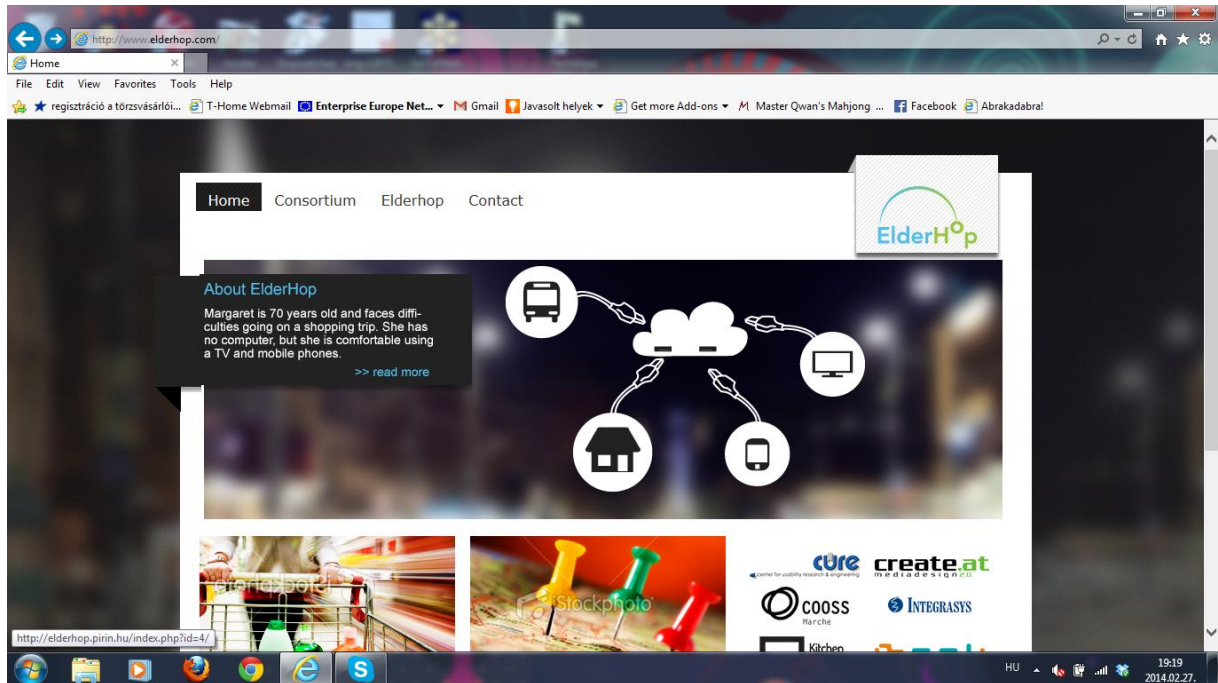 http://www.elderhop.com/
Home
File Edit View Favorites Tools Help
regisztráció a törzsvásárlói... T-Home Webmail Enterprise Europe Net... Gmail Javasolt helyek Get more Add-ons Master Qwan's Mahjong ... Facebook Abrakadabra!
Home Consortium Elderhop Contact
ElderHop
About ElderHop
Margaret is 70 years old and faces diffi-
culties going on a shopping trip. She has
no computer, but she is comfortable using
a TV and mobile phones.
>> read more
iStockphoto
cure create.at
center for usability research & engineering mediadesign 2.0
COOSS INTEGRASYS
Marche
Kitchen
http://elderhop.pirin.hu/index.php?id=4/
HU 19:19
2014.02.27.